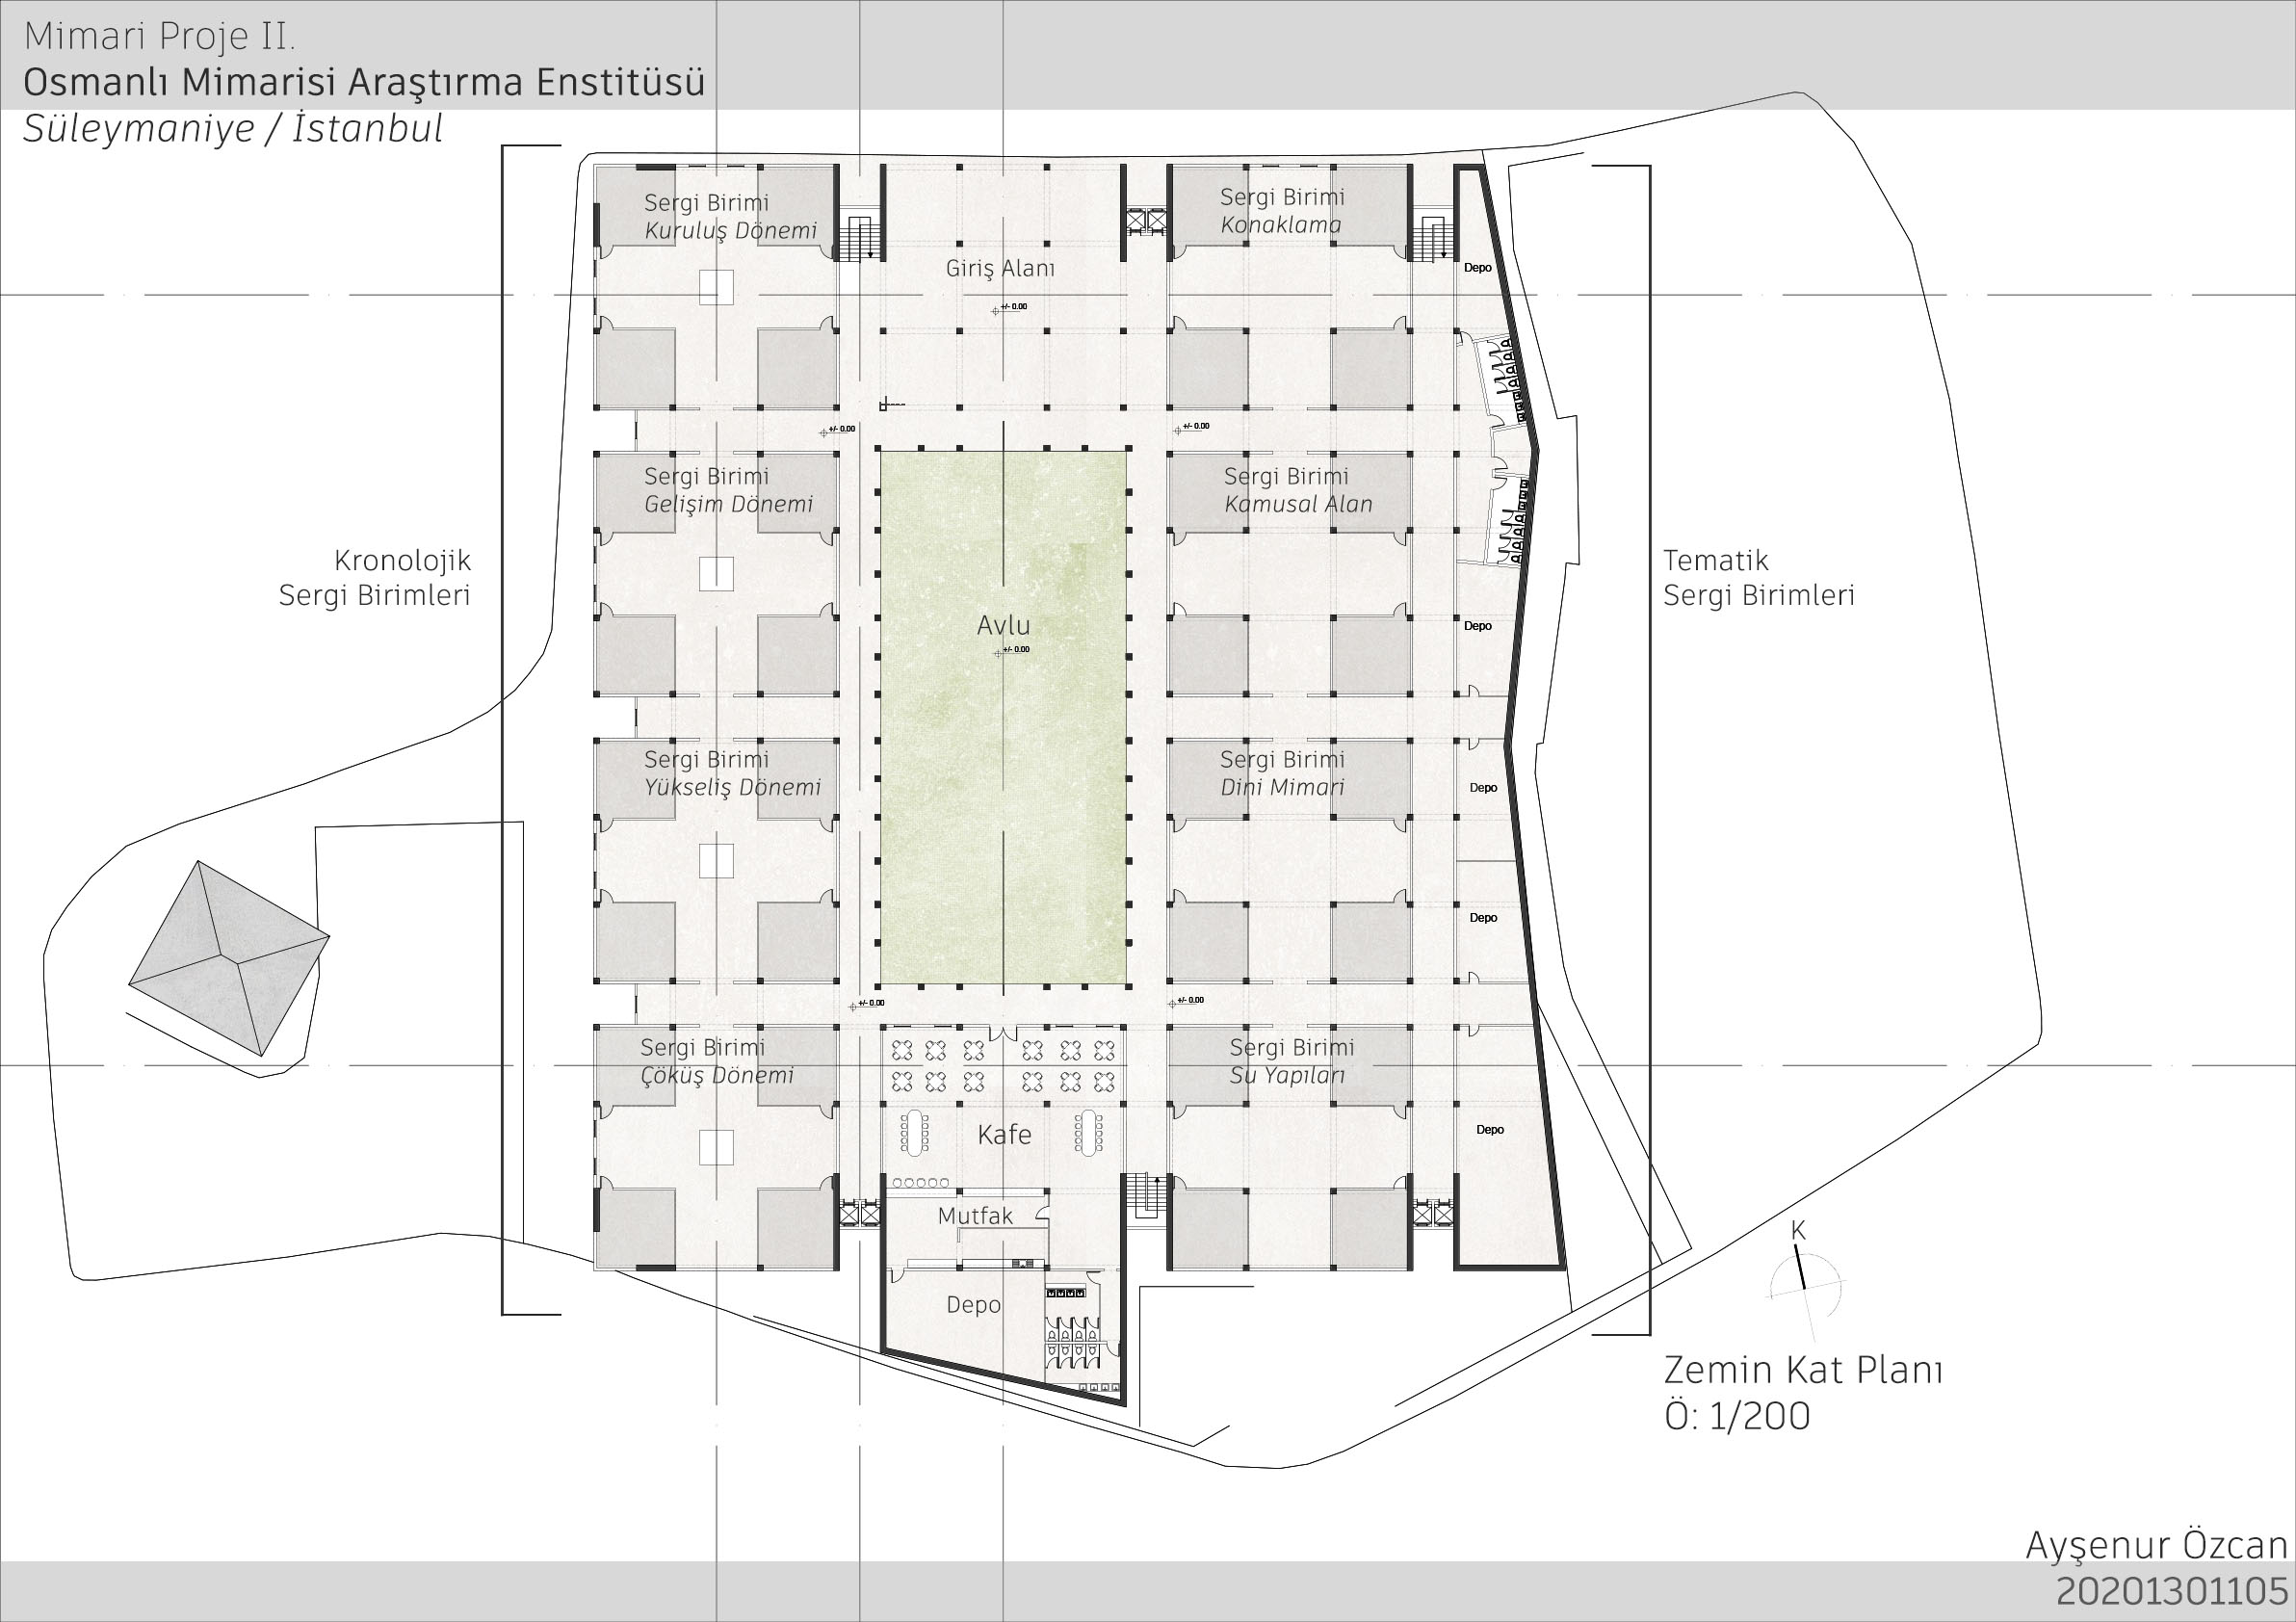 Mimari Proje II.
Osmanlı Mimarisi Araştırma Enstitüsü
Süleymaniye / İstanbul
Sergi Birimi
Kuruluş Dönemi
Giriş Alanı
+/- 0.00
Sergi Birimi
Konaklama
Depo
+/- 0.00
+/- 0.00
Sergi Birimi
Gelişim Dönemi
Sergi Birimi
Kamusal Alan
Kronolojik
Sergi Birimleri
Tematik
Sergi Birimleri
Avlu
+/- 0.00
Depo
Sergi Birimi
Yükseliş Dönemi
Sergi Birimi
Dini Mimari
Depo
Depo
+/- 0.00
+/- 0.00
Sergi Birimi
Çöküş Dönemi
Sergi Birimi
Su Yapıları
Kafe
Depo
Mutfak
Depo
K
Zemin Kat Planı
Ö: 1/200
Ayşenur Özcan
20201301105